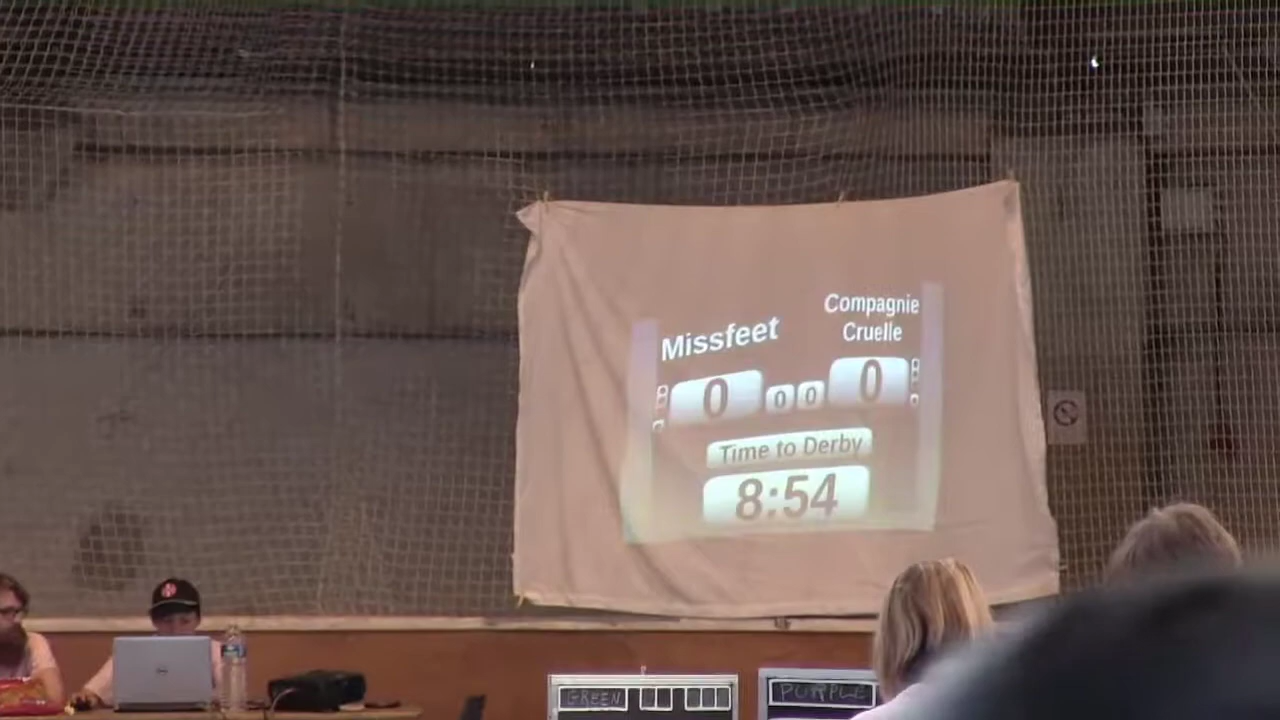 Missfeet
Compagnie
Cruelle
0
0
0
0
Time to Derby
8:54
GREEN
PURPLE